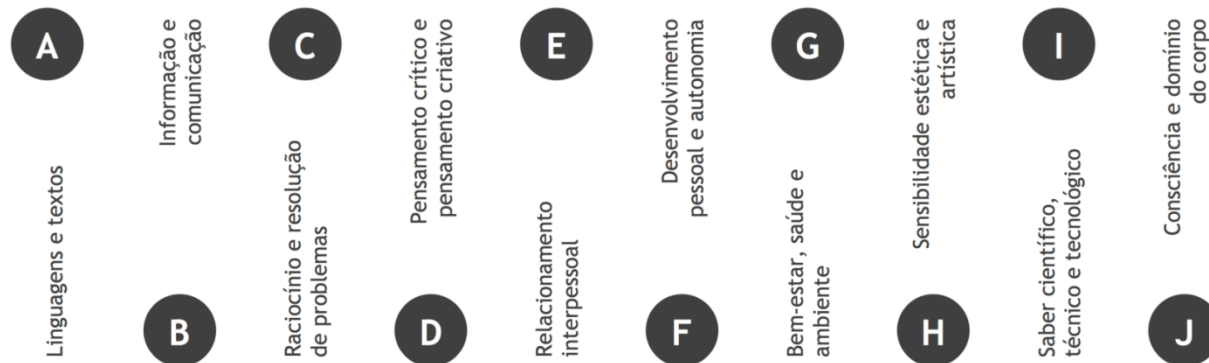 A
Linguagens e textos
Informação e
comunicação
B
C
Raciocínio e resolução
de problemas
Pensamento crítico e
pensamento criativo
D
E
Relacionamento
interpessoal
Desenvolvimento
pessoal e autonomia
F
G
Bem-estar, saúde e
ambiente
Sensibilidade estética e
artística
H
I
Saber científico,
técnico e tecnológico
Consciência e domínio
do corpo
J